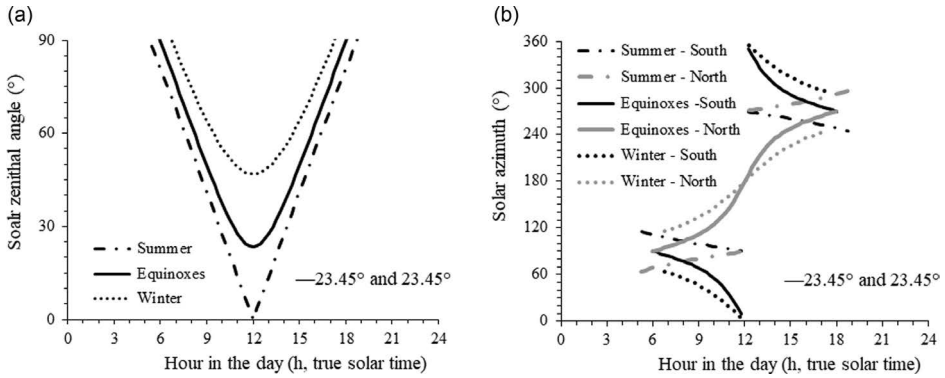 (a)
90
60
30
0
Soalr zenithal angle (°)
Summer
Equinoxes
Winter
—23.45° and 23.45°
0 3 6 9 12 15 18 21 24
Hour in the day (h, true solar time)
(b)
360
300
240
180
120
60
0
Solar azimuth (°)
Summer - South
Summer - North
Equinoxes -South
Equinoxes - North
Winter - South
Winter - North
—23.45° and 23.45°
0 3 6 9 12 15 18 21 24
Hour in the day (h, true solar time)